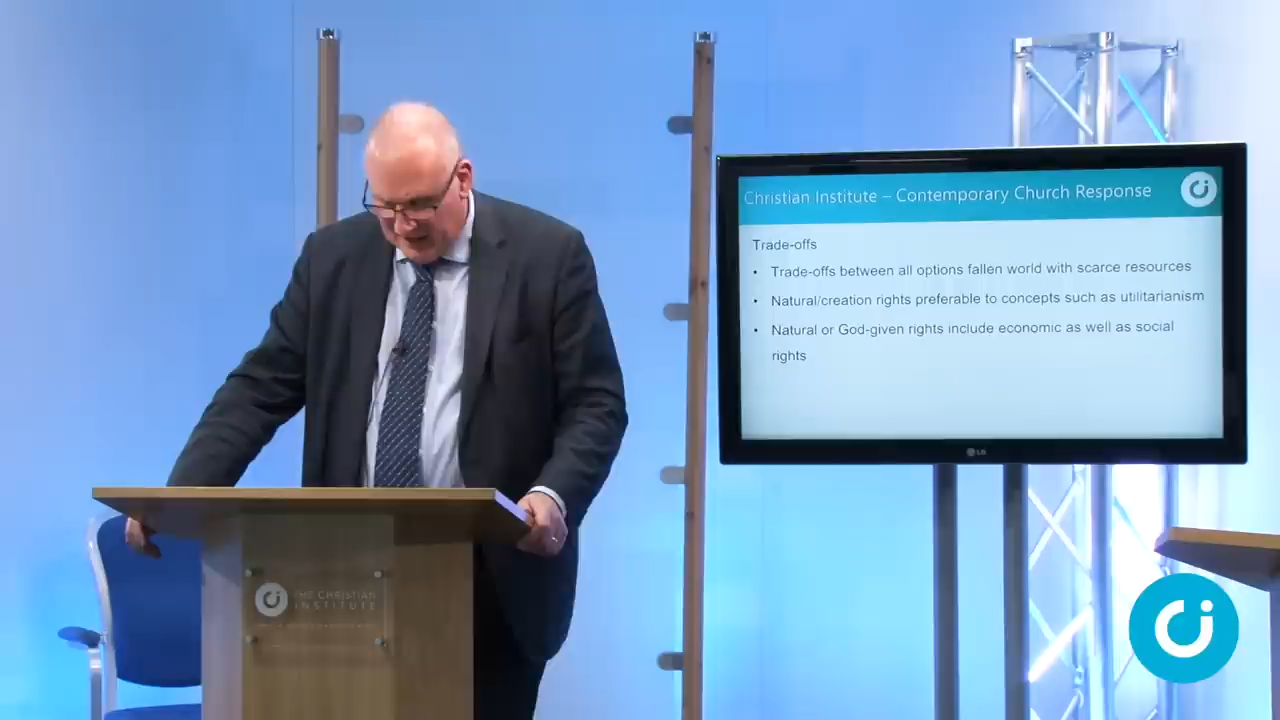 Christian Institute – Contemporary Church Response
Trade-offs
• Trade-offs between all options fallen world with scarce resources
• Natural/creation rights preferable to concepts such as utilitarianism
• Natural or God-given rights include economic as well as social
rights
LG
THE CHRISTIAN
INSTITUTE